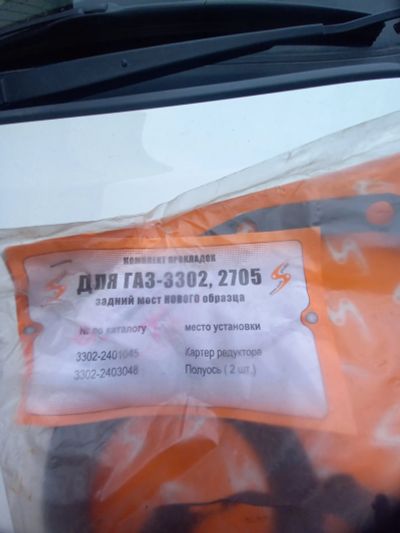 КОМПЛЕКТ ПРОКЛАДОК
ДЛЯ ГАЗ-3302, 2705
задний мост НОВОГО образца
№ по каталогу место установки
3302-2401045 Картер редуктора
3302-2403048 Полуось ( 2 шт.)